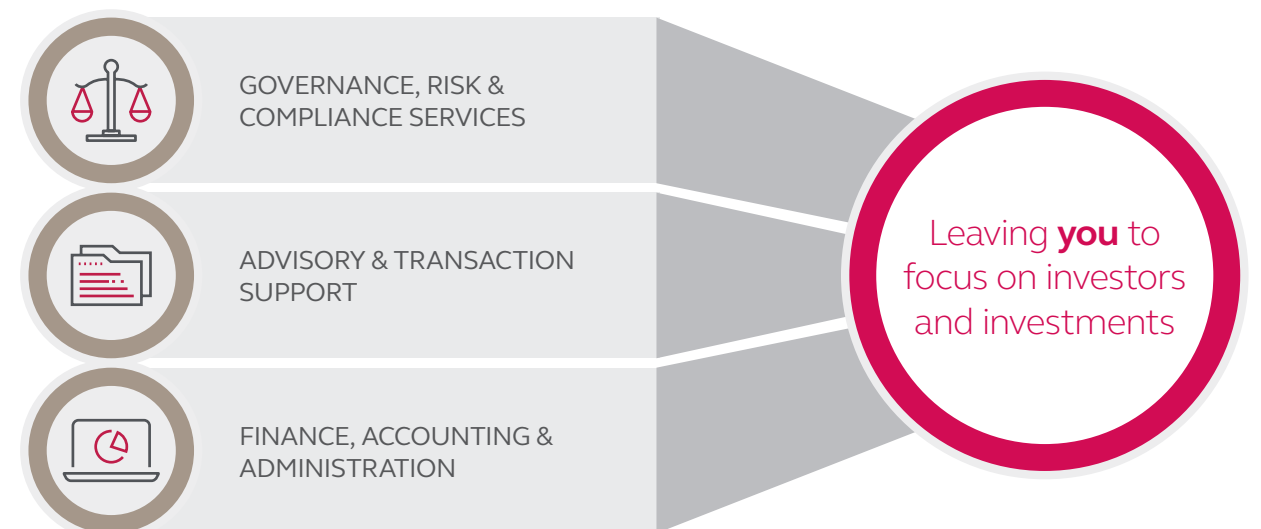 GOVERNANCE, RISK &
COMPLIANCE SERVICES
ADVISORY & TRANSACTION
SUPPORT
FINANCE, ACCOUNTING &
ADMINISTRATION
Leaving you to
focus on investors
and investments